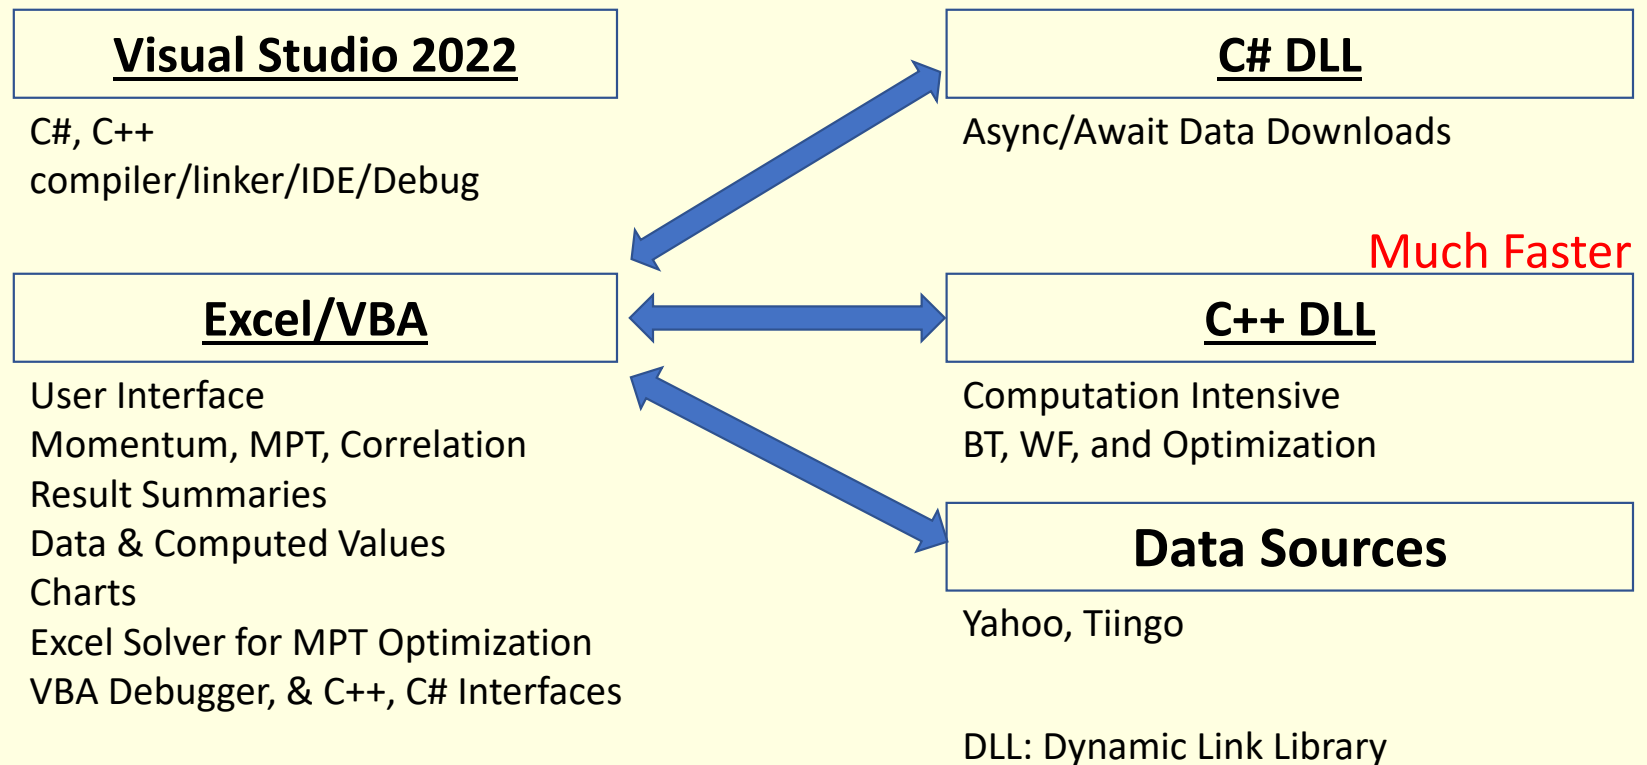 Visual Studio 2022
C#, C++
compiler/linker/IDE/Debug
Excel/VBA
User Interface
Momentum, MPT, Correlation
Result Summaries
Data & Computed Values
Charts
Excel Solver for MPT Optimization
VBA Debugger, & C++, C# Interfaces
C# DLL
Async/Await Data Downloads
Much Faster
C++ DLL
Computation Intensive
BT, WF, and Optimization
Data Sources
Yahoo, Tiingo
DLL: Dynamic Link Library